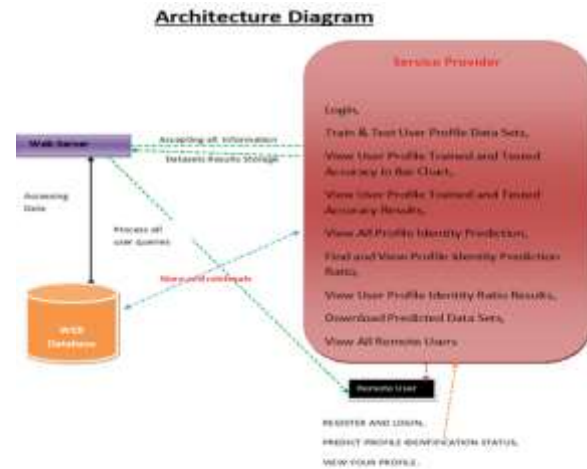 Architecture Diagram
Service Provider
Login,
Train & Test User Profile Data Sets,
View User Profile Trained and Tested
Accuracy in Bar Chart,
View User Profile Trained and Tested
Accuracy Results,
View All Profile Identity Prediction,
Find and View Profile Identity Prediction
Ratio,
View User Profile Identity Ratio Results,
Download Predicted Data Sets,
View All Remote Users
Accepting all Information
Web Server
Datasets Results Storage
Accessing
Data
Process all
user queries
Store and retrievals
WEB
Database
Remote User
REGISTER AND LOGIN,
PREDICT PROFILE IDENTIFICATION STATUS,
VIEW YOUR PROFILE.